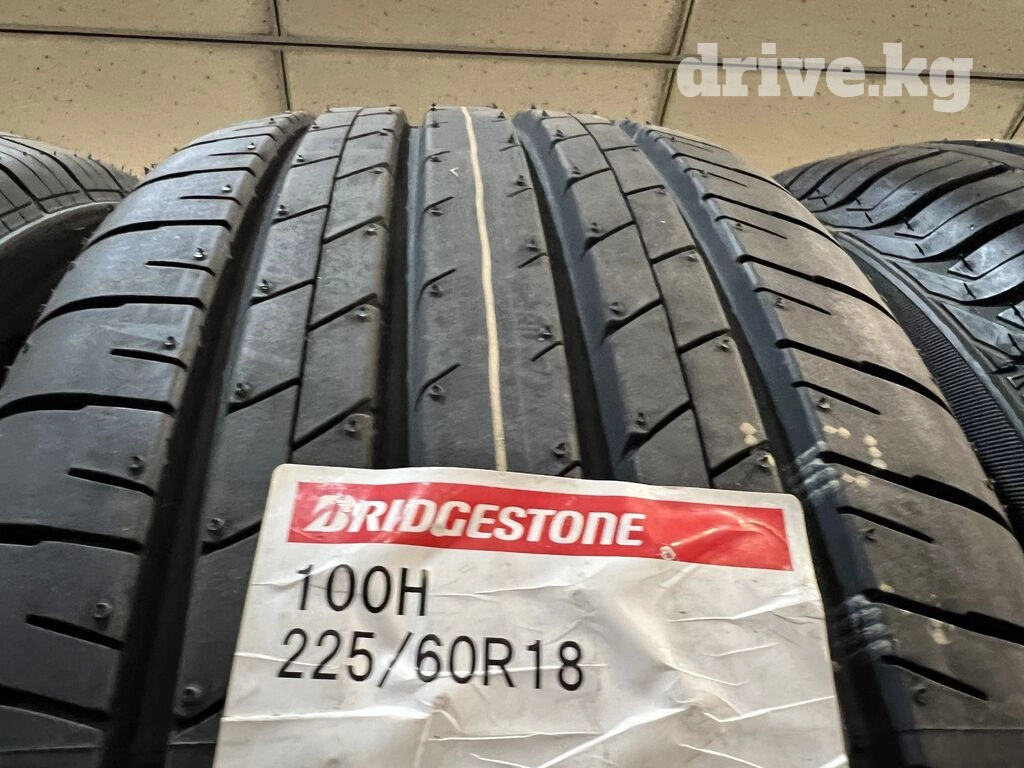 drive.kg
BRIDGESTONE
100H
225/60R18